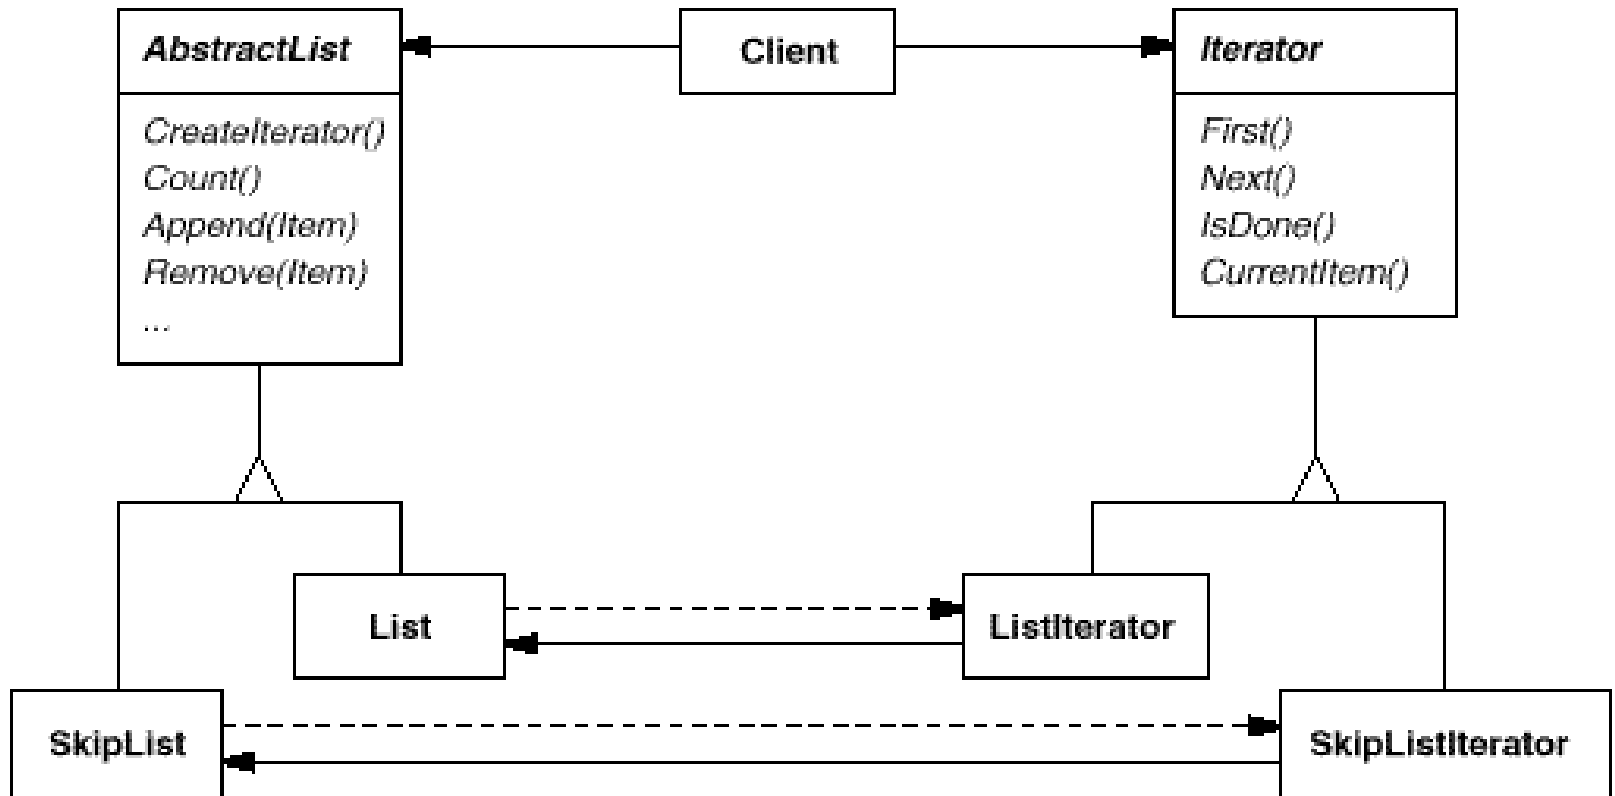 AbstractList
CreateIterator()
Count()
Append(Item)
Remove(Item)
...
Client
Iterator
First()
Next()
IsDone()
CurrentItem()
List
ListIterator
SkipList
SkipListIterator